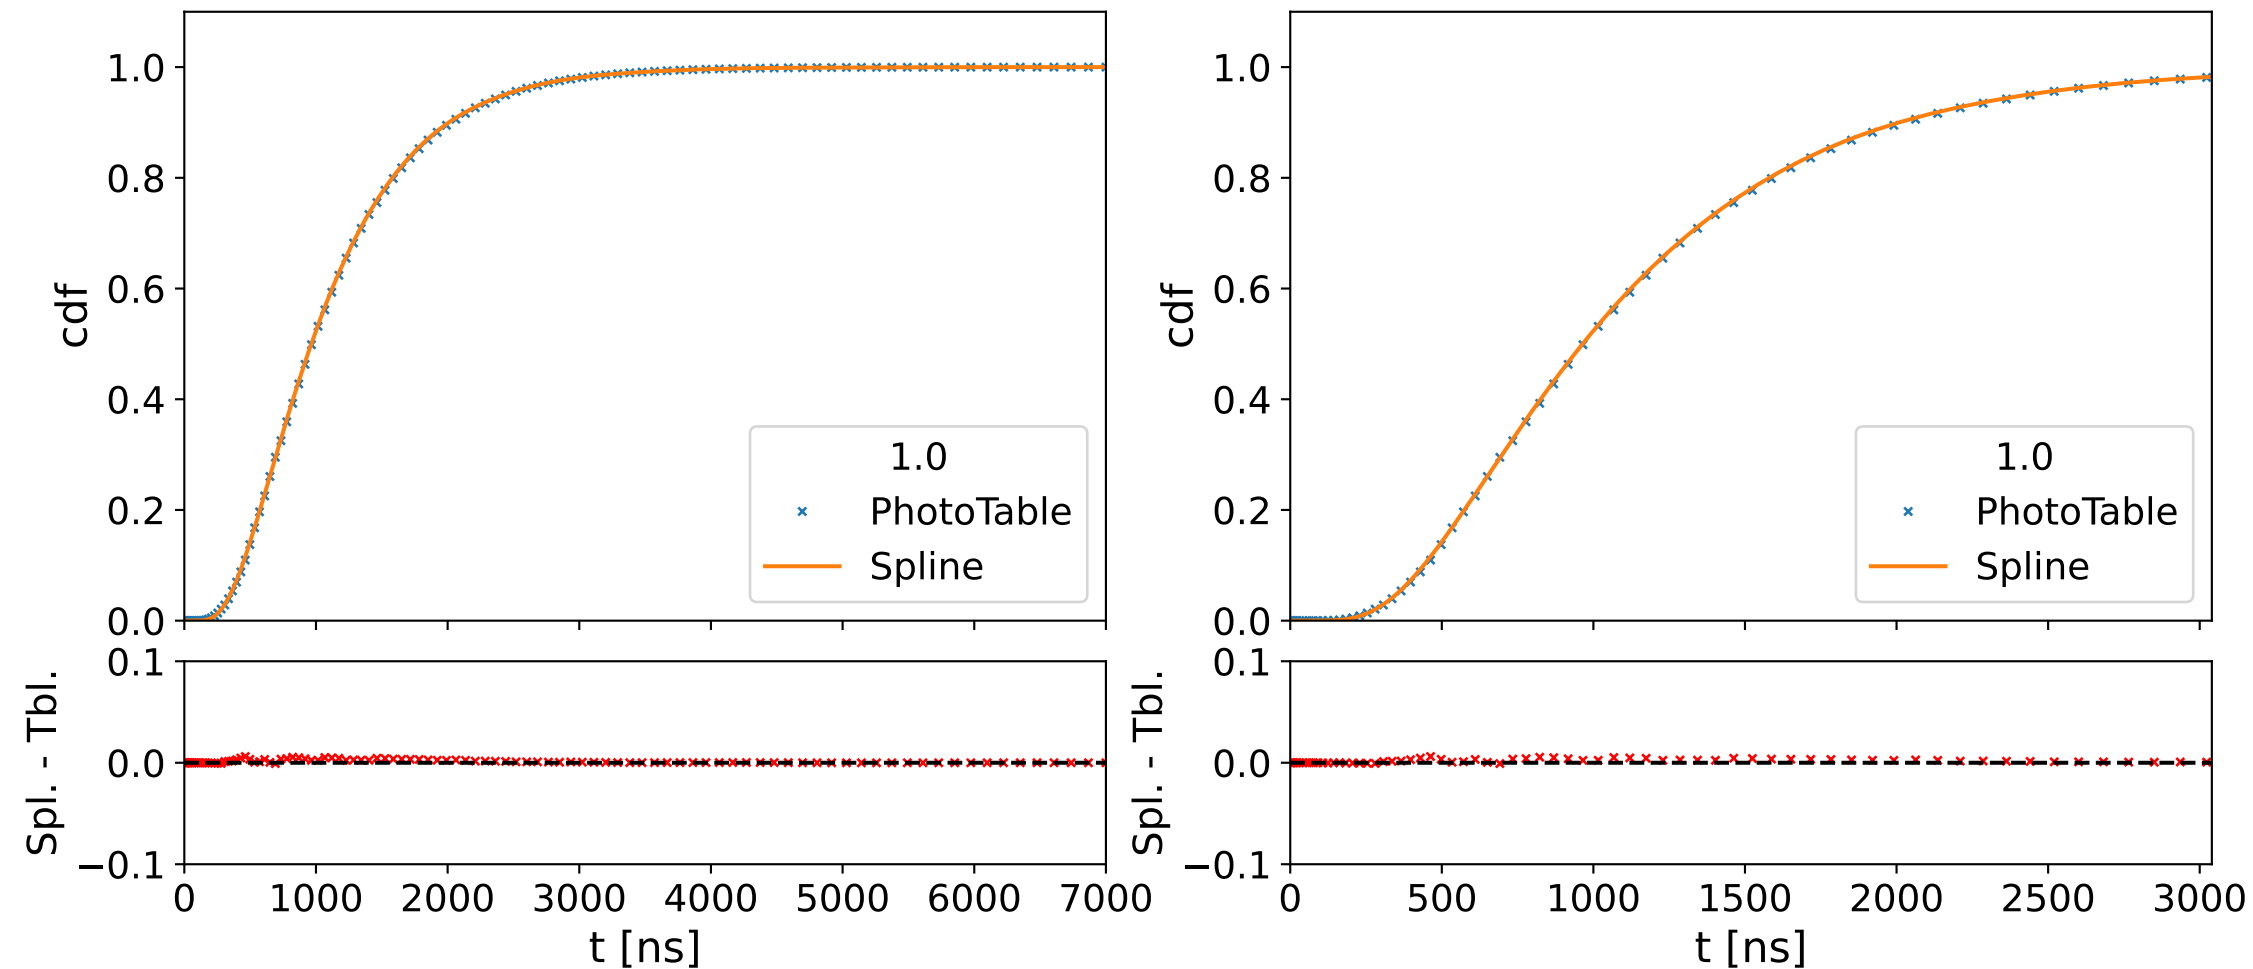 1.0
0.8
0.6
0.4
0.2
0.0
cdf
1.0
PhotoTable
Spline
0.1
0.0
−0.1
Spl. - Tbl.
0 1000 2000 3000 4000 5000 6000 7000
t [ns]
1.0
0.8
0.6
0.4
0.2
0.0
cdf
1.0
PhotoTable
Spline
0.1
0.0
−0.1
Spl. - Tbl.
0 500 1000 1500 2000 2500 3000
t [ns]